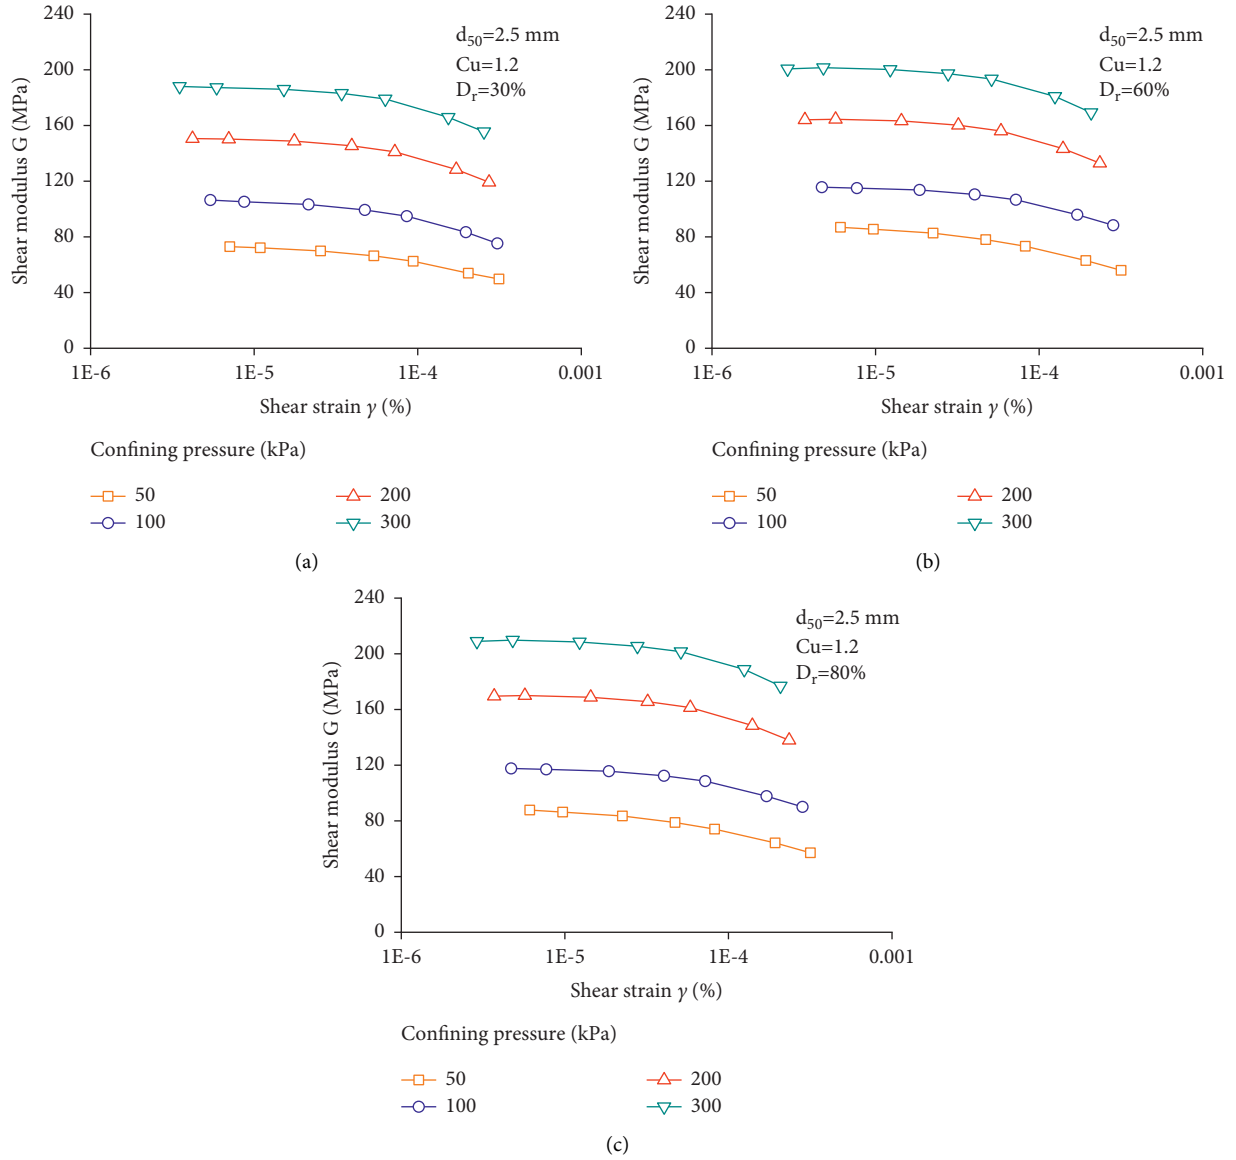 240
200
160
120
80
40
0
Shear modulus G (MPa)
d50=2.5 mm
Cu=1.2
Dr=30%
1E-6 1E-5 1E-4 0.001
Shear strain γ (%)
Confining pressure (kPa)
50 200
100 300
(a)
240
200
160
120
80
40
0
Shear modulus G (MPa)
d50=2.5 mm
Cu=1.2
Dr=60%
1E-6 1E-5 1E-4 0.001
Shear strain γ (%)
Confining pressure (kPa)
50 200
100 300
(b)
240
200
160
120
80
40
0
Shear modulus G (MPa)
d50=2.5 mm
Cu=1.2
Dr=80%
1E-6 1E-5 1E-4 0.001
Shear strain γ (%)
Confining pressure (kPa)
50 200
100 300
(c)